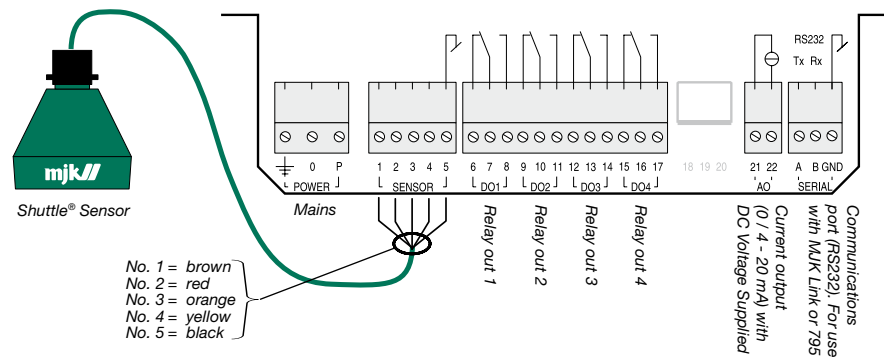 mjk
Shuttle® Sensor
RS232
Tx Rx
0 P
1 2 3 4 5
6 7 8 9 10 11 12 13 14 15 16 17
18 19 20
21 22
A B GND
POWER
SENSOR
DO1
DO2
DO3
DO4
AO
SERIAL
Mains
Relay out 1
Relay out 2
Relay out 3
Relay out 4
Current output
(0 / 4 - 20 mA) with
DC Voltage Supplied
Communications
port (RS232). For use
with MJK Link or 795
No. 1 = brown
No. 2 = red
No. 3 = orange
No. 4 = yellow
No. 5 = black